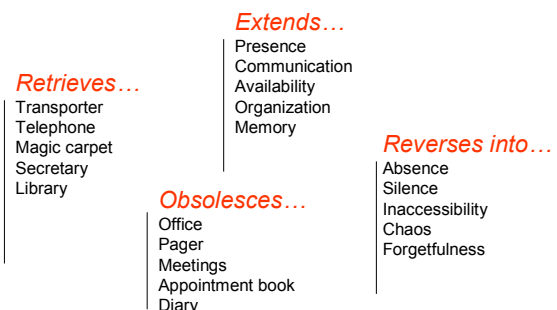 Extends…
Presence
Communication
Availability
Organization
Memory
Retrieves…
Transporter
Telephone
Magic carpet
Secretary
Library
Reverses into…
Absence
Silence
Inaccessibility
Chaos
Forgetfulness
Obsolesces…
Office
Pager
Meetings
Appointment book
Diary